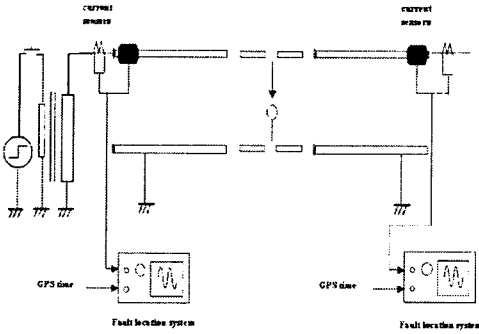 current
sensors
current
sensors
GPS time
GPS time
Fault location system
Fault location system